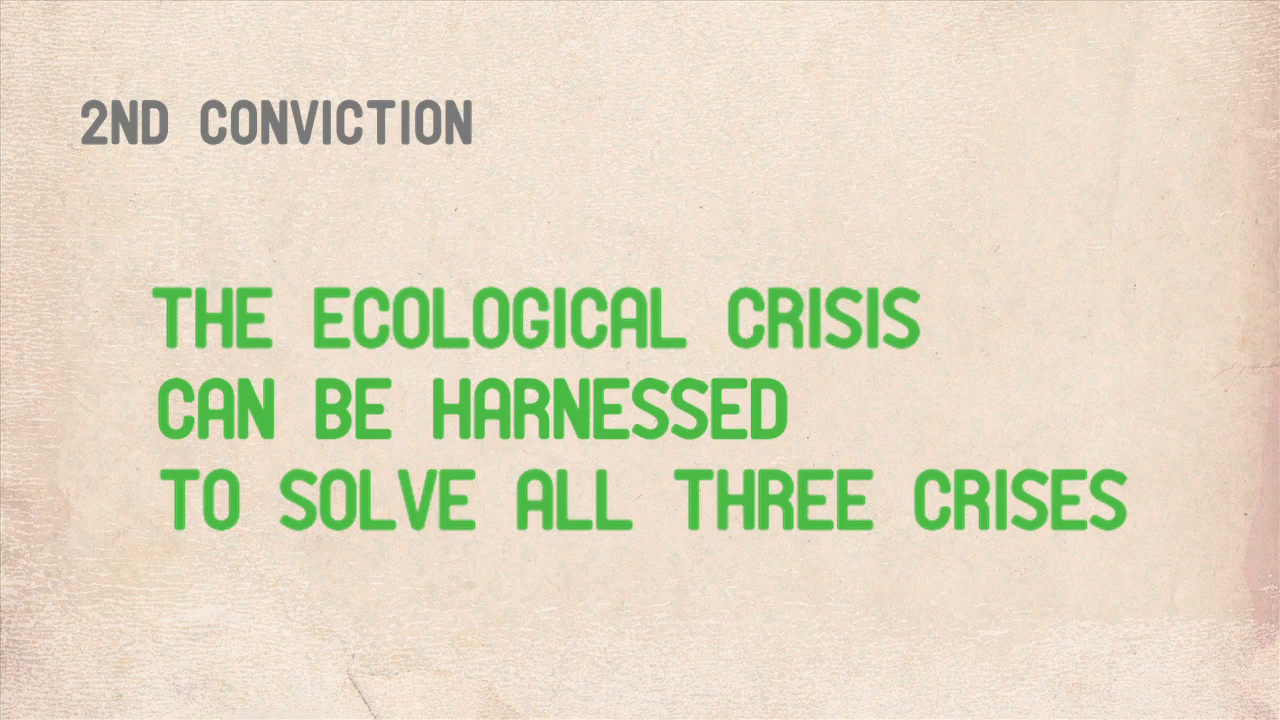 2ND CONVICTION
THE ECOLOGICAL CRISIS
CAN BE HARNESSED
TO SOLVE ALL THREE CRISES